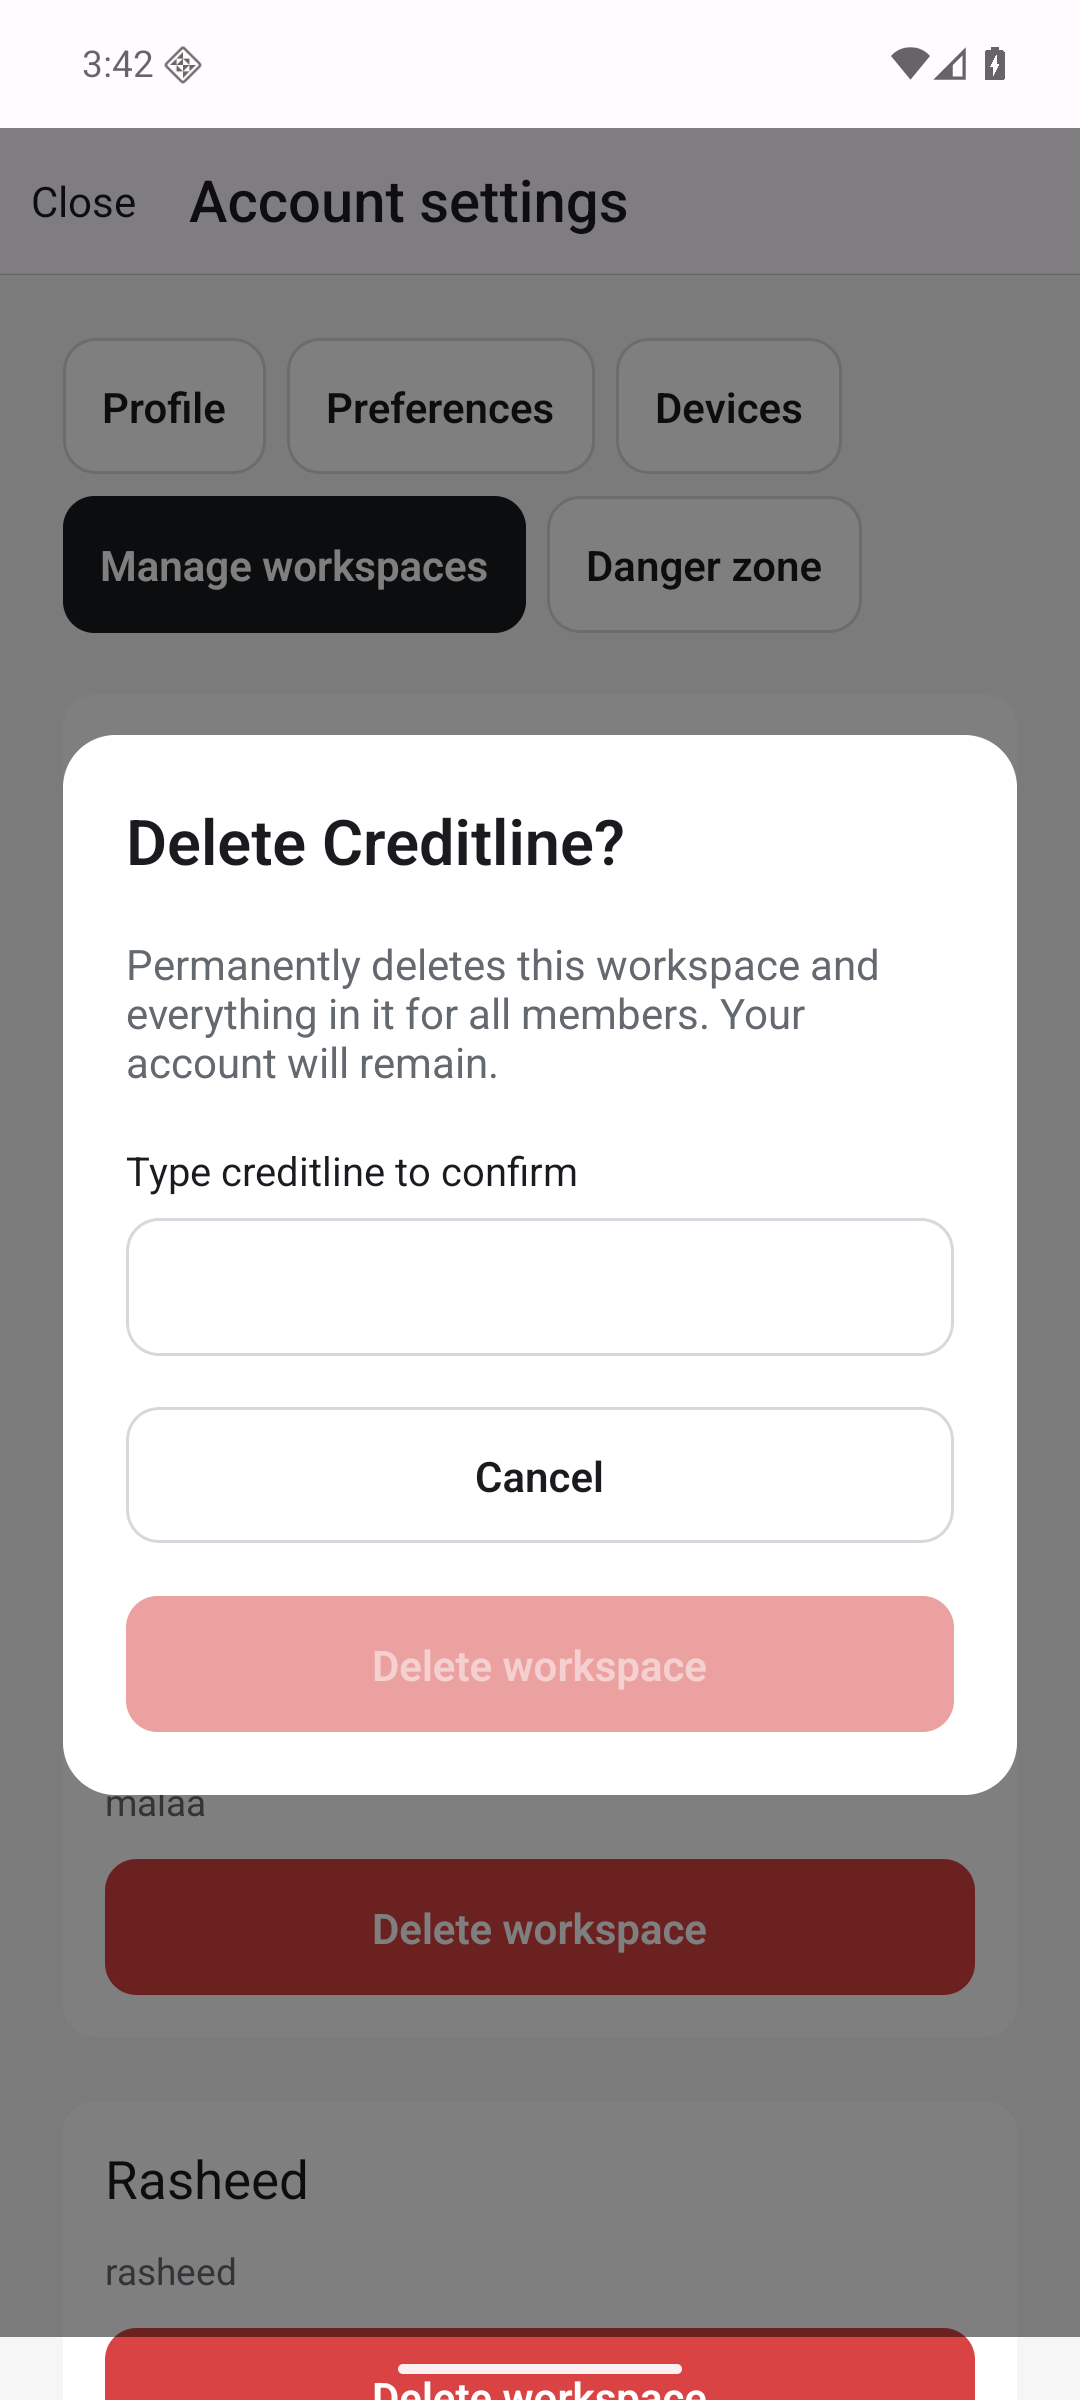 3:42
Close
Account settings
Profile
Preferences
Devices
Manage workspaces
Danger zone
Delete Creditline?
Permanently deletes this workspace and
everything in it for all members. Your
account will remain.
Type creditline to confirm
Cancel
Delete workspace
malaa
Delete workspace
Rasheed
rasheed
Delete workspace